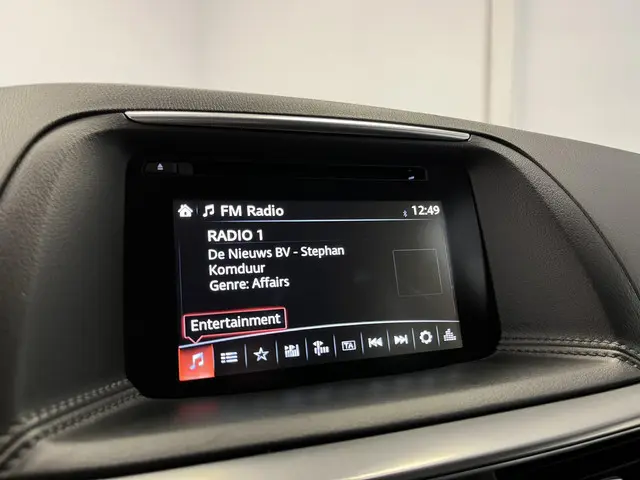 FM Radio 12:49
RADIO 1
De Nieuws BV - Stephan
Komduur
Genre: Affairs
Entertainment
TA